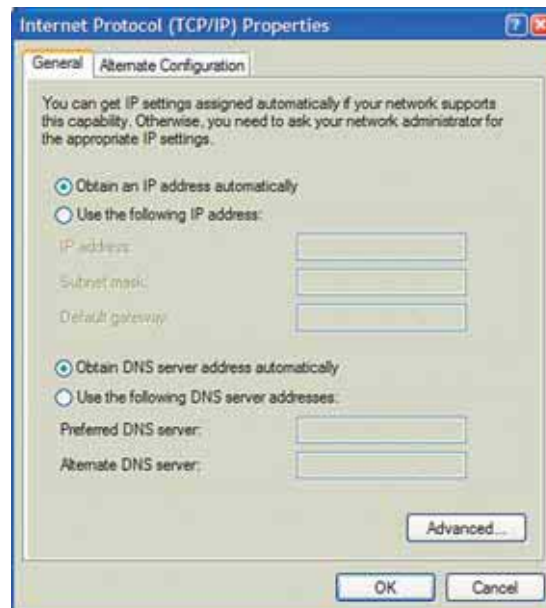 Internet Protocol (TCP/IP) Properties
General
Alternate Configuration
You can get IP settings assigned automatically if your network supports
this capability. Otherwise, you need to ask your network administrator for
the appropriate IP settings.
Obtain an IP address automatically
Use the following IP address:
IP address:
Subnet mask:
Default gateway:
Obtain DNS server address automatically
Use the following DNS server addresses:
Preferred DNS server:
Alternate DNS server:
Advanced...
OK
Cancel